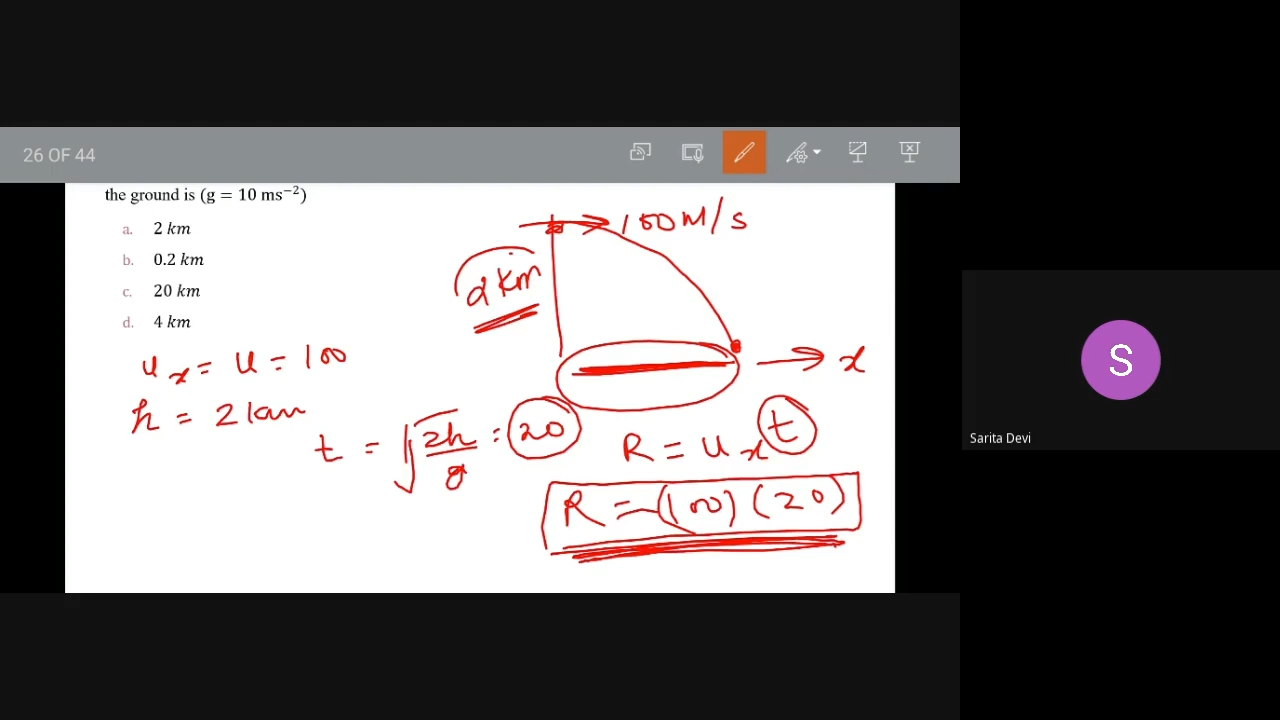 26 OF 44
the ground is (g = 10 ms⁻²)
a. 2 km
b. 0.2 km
c. 20 km
d. 4 km
100 M/s
2 km
x
u_x = u = 100
h = 2 km
t = √(2h/g) = 20
R = u_x t
R = (100) (20)
S
Sarita Devi